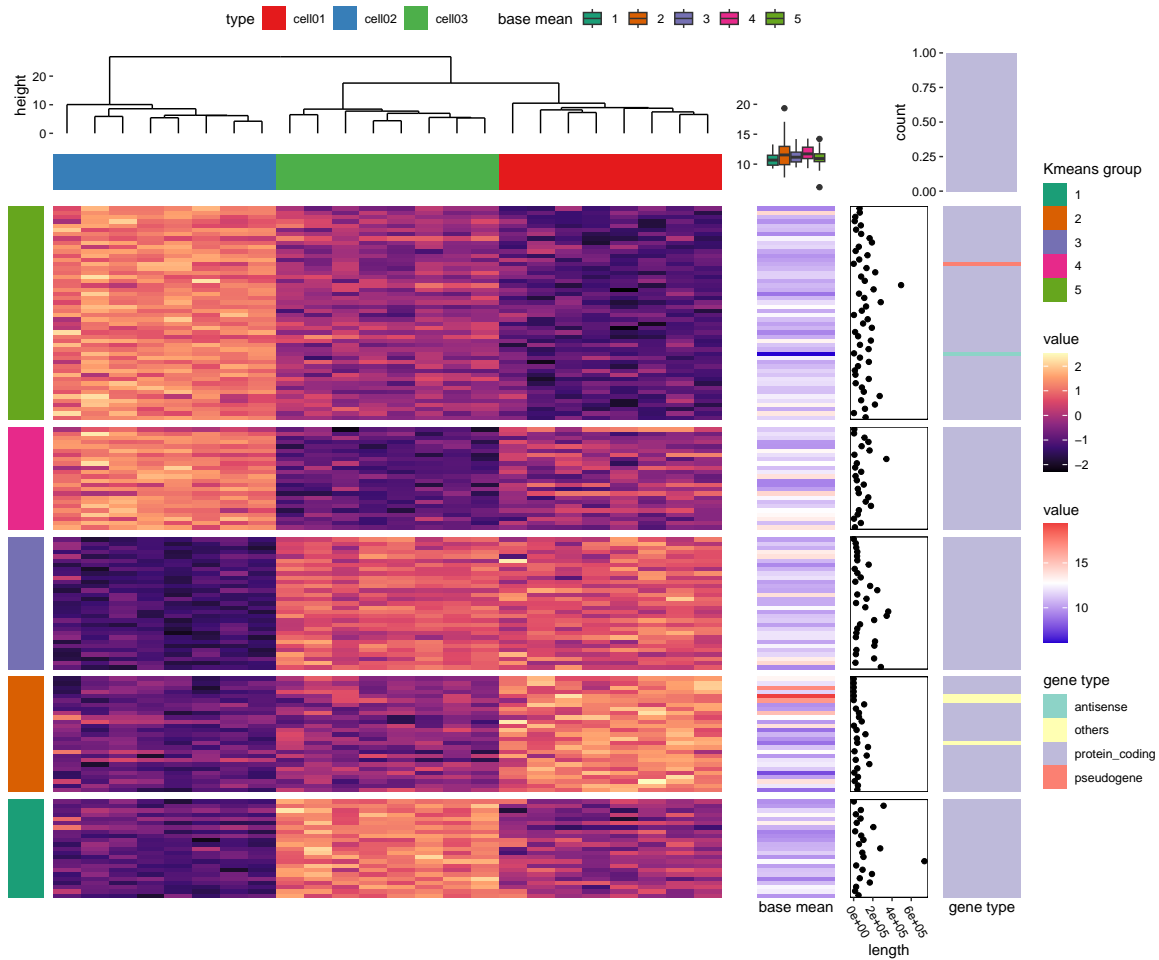 type cell01 cell02 cell03 base mean 1 2 3 4 5
height
20
10
0
20
15
10
count
1.00
0.75
0.50
0.25
0.00
Kmeans group
1
2
3
4
5
value
2
1
0
−1
−2
value
15
10
gene type
antisense
others
protein_coding
pseudogene
base mean
0e+00
2e+05
4e+05
6e+05
length
gene type